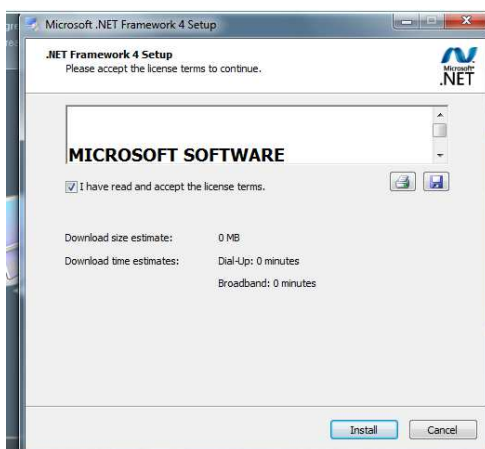 Microsoft .NET Framework 4 Setup
.NET Framework 4 Setup
Please accept the license terms to continue.
Microsoft
.NET
MICROSOFT SOFTWARE
I have read and accept the license terms.
Download size estimate: 0 MB
Download time estimates: Dial-Up: 0 minutes
Broadband: 0 minutes
Install Cancel